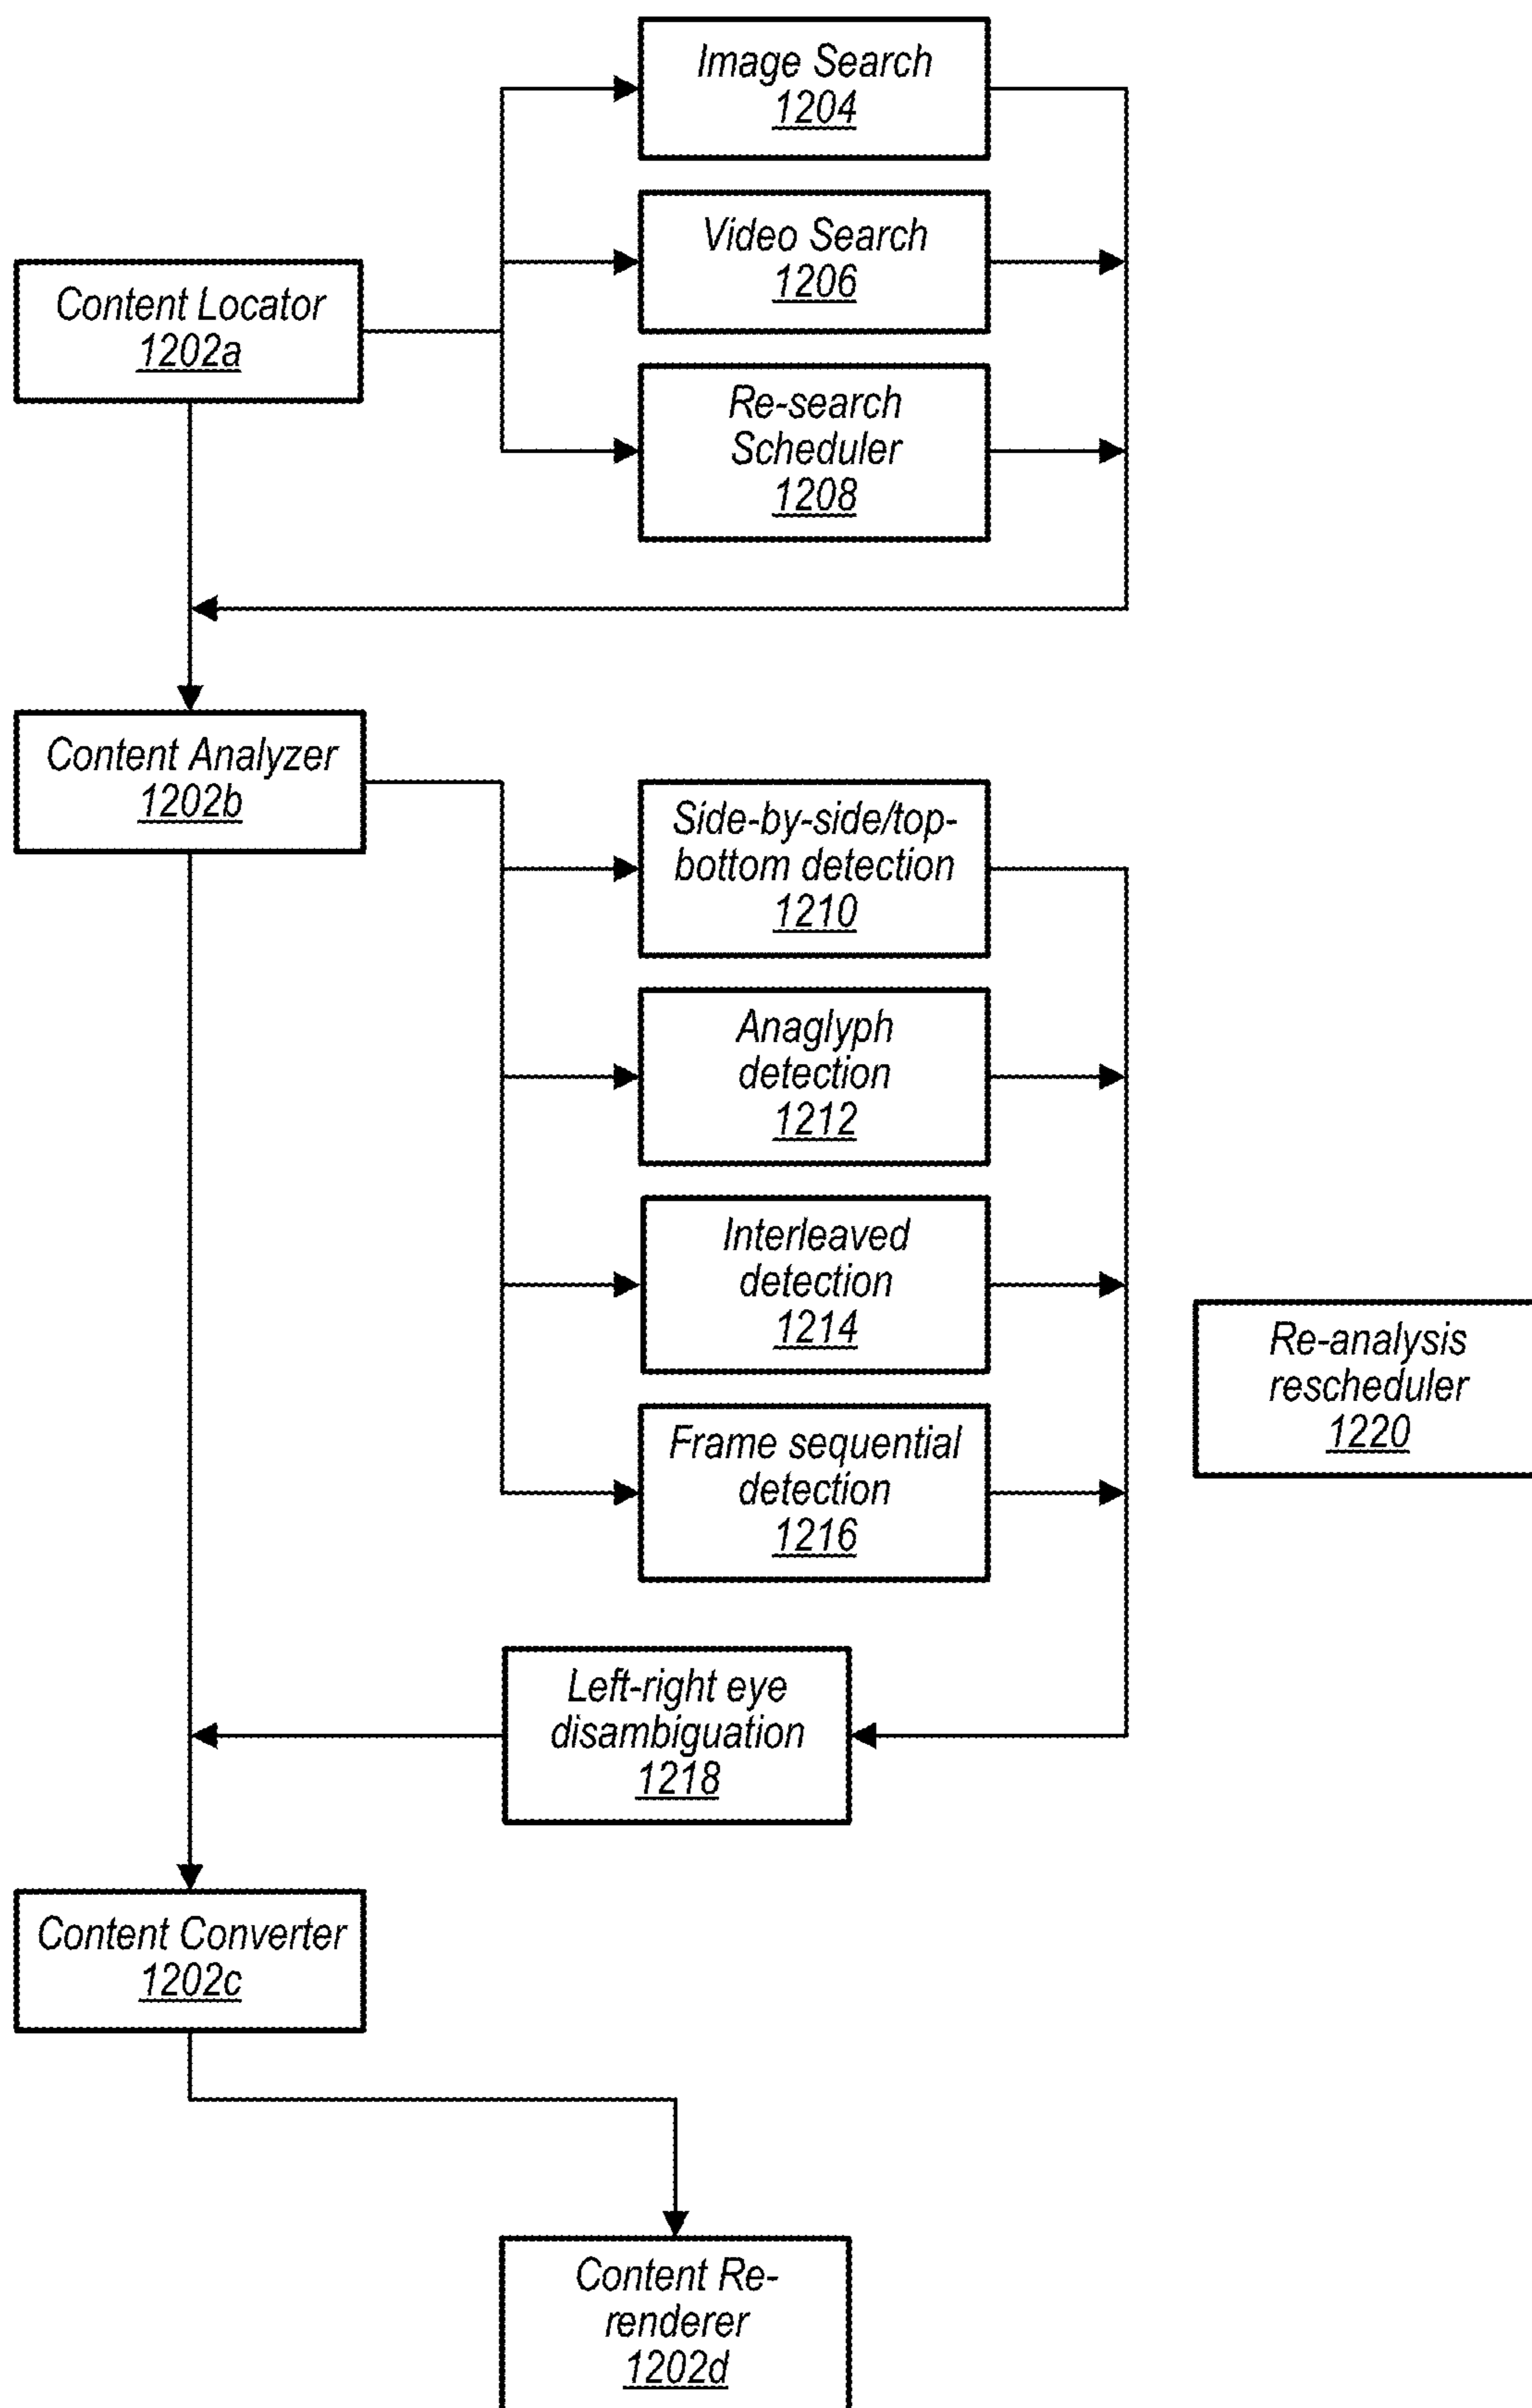 Image Search
1204
Video Search
1206
Content Locator
1202a
Re-search
Scheduler
1208
Content Analyzer
1202b
Side-by-side/top-
bottom detection
1210
Anaglyph
detection
1212
Interleaved
detection
1214
Re-analysis
rescheduler
1220
Frame sequential
detection
1216
Left-right eye
disambiguation
1218
Content Converter
1202c
Content Re-
renderer
1202d